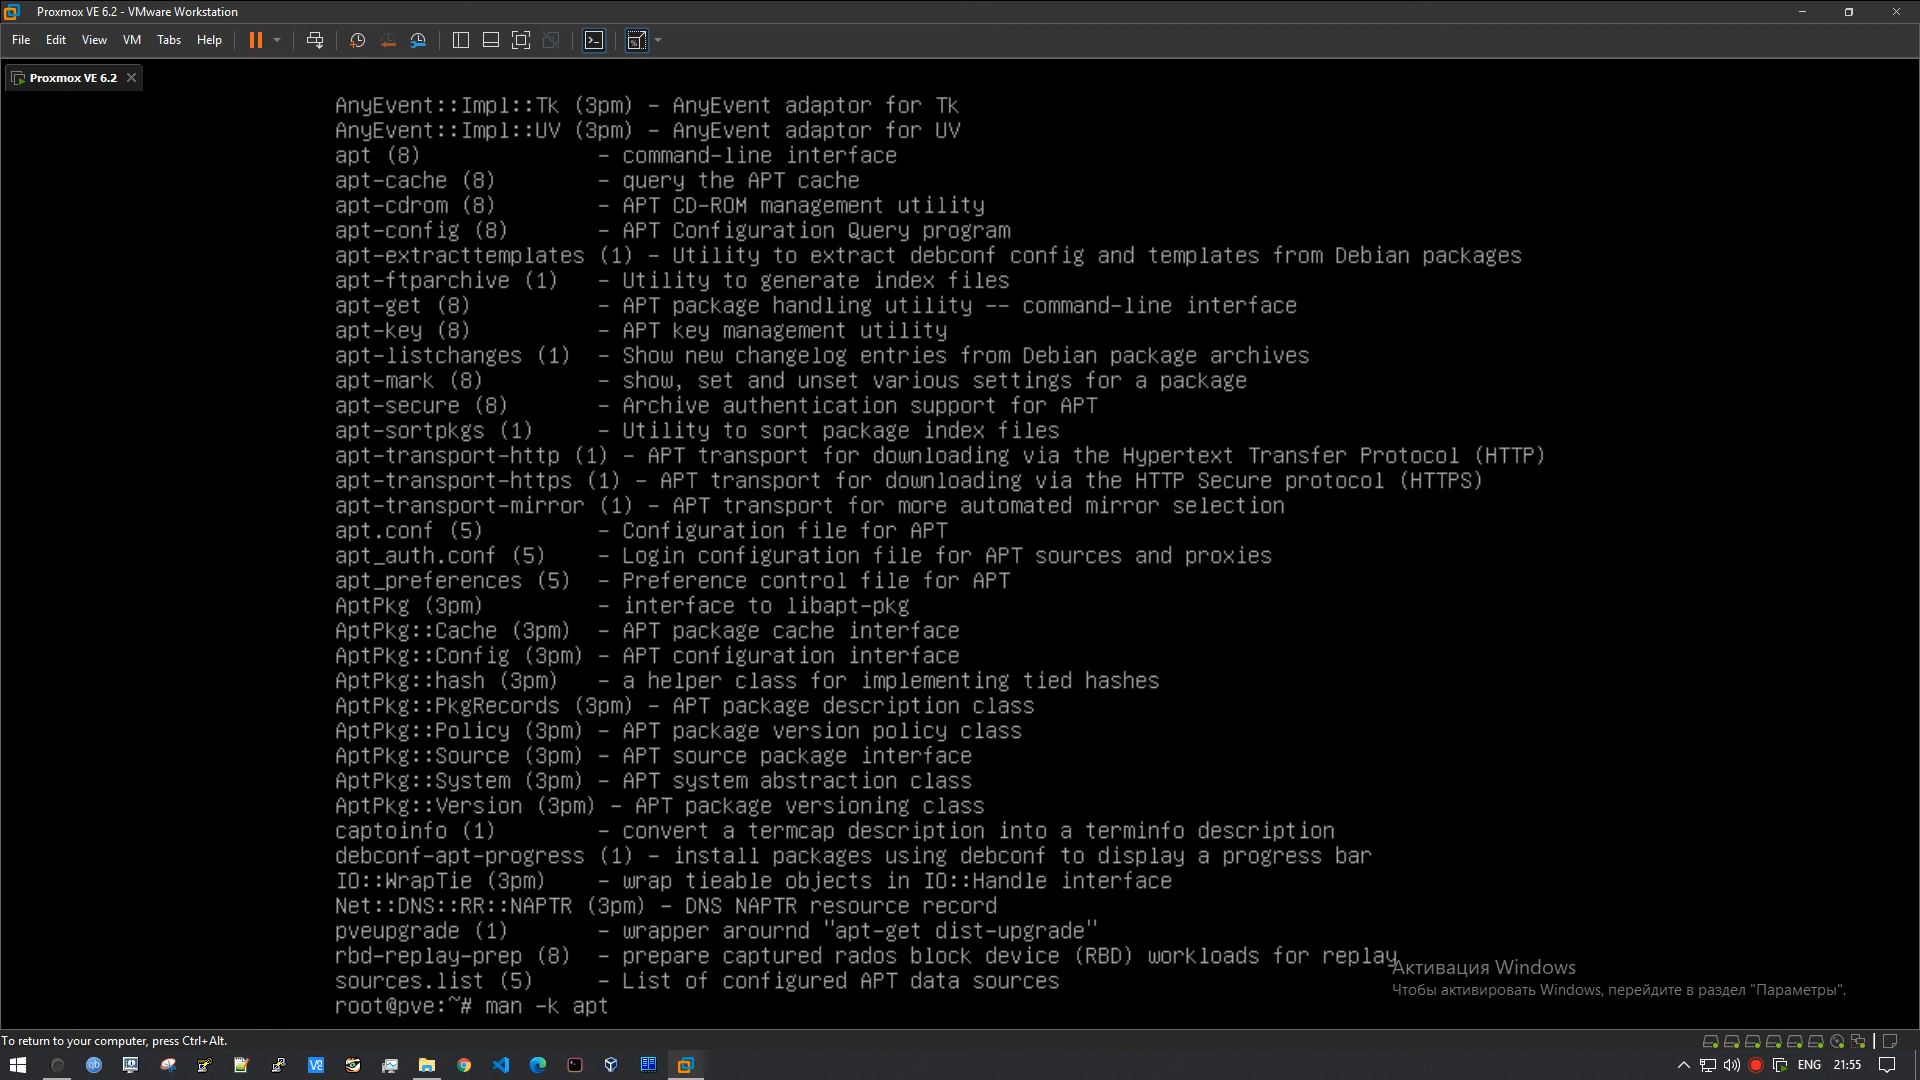 Proxmox VE 6.2 - VMware Workstation
File Edit View VM Tabs Help
Proxmox VE 6.2
AnyEvent::Impl::Tk (3pm) - AnyEvent adaptor for Tk
AnyEvent::Impl::UV (3pm) - AnyEvent adaptor for UV
apt (8) - command-line interface
apt-cache (8) - query the APT cache
apt-cdrom (8) - APT CD-ROM management utility
apt-config (8) - APT Configuration Query program
apt-extracttemplates (1) - Utility to extract debconf config and templates from Debian packages
apt-ftparchive (1) - Utility to generate index files
apt-get (8) - APT package handling utility -- command-line interface
apt-key (8) - APT key management utility
apt-listchanges (1) - Show new changelog entries from Debian package archives
apt-mark (8) - show, set and unset various settings for a package
apt-secure (8) - Archive authentication support for APT
apt-sortpkgs (1) - Utility to sort package index files
apt-transport-http (1) - APT transport for downloading via the Hypertext Transfer Protocol (HTTP)
apt-transport-https (1) - APT transport for downloading via the HTTP Secure protocol (HTTPS)
apt-transport-mirror (1) - APT transport for more automated mirror selection
apt.conf (5) - Configuration file for APT
apt_auth.conf (5) - Login configuration file for APT sources and proxies
apt_preferences (5) - Preference control file for APT
AptPkg (3pm) - interface to libapt-pkg
AptPkg::Cache (3pm) - APT package cache interface
AptPkg::Config (3pm) - APT configuration interface
AptPkg::hash (3pm) - a helper class for implementing tied hashes
AptPkg::PkgRecords (3pm) - APT package description class
AptPkg::Policy (3pm) - APT package version policy class
AptPkg::Source (3pm) - APT source package interface
AptPkg::System (3pm) - APT system abstraction class
AptPkg::Version (3pm) - APT package versioning class
captoinfo (1) - convert a termcap description into a terminfo description
debconf-apt-progress (1) - install packages using debconf to display a progress bar
IO::WrapTie (3pm) - wrap tieable objects in IO::Handle interface
Net::DNS::RR::NAPTR (3pm) - DNS NAPTR resource record
pveupgrade (1) - wrapper arournd "apt-get dist-upgrade"
rbd-replay-prep (8) - prepare captured rados block device (RBD) workloads for replay
sources.list (5) - List of configured APT data sources
root@pve:~# man -k apt
Активация Windows
Чтобы активировать Windows, перейдите в раздел "Параметры".
To return to your computer, press Ctrl+Alt.
ENG 21:55